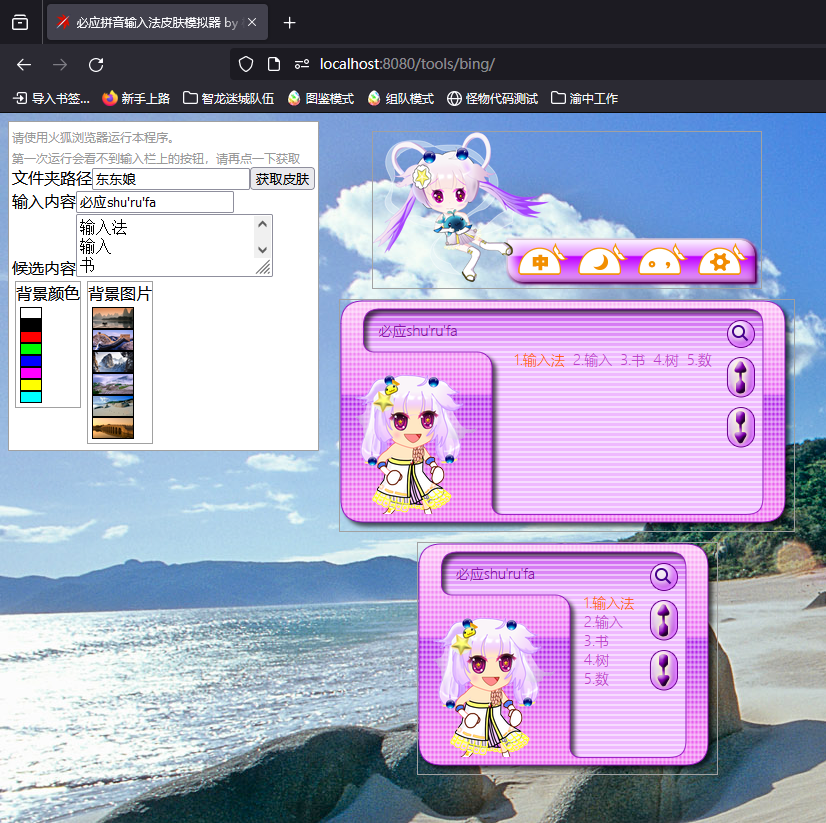 必应拼音输入法皮肤模拟器 by
localhost:8080/tools/bing/
导入书签... 新手上路 智龙迷城队伍 图鉴模式 组队模式 怪物代码测试 渝中工作
请使用火狐浏览器运行本程序。
第一次运行会看不到输入栏上的按钮，请再点一下获取
文件夹路径 东东娘 获取皮肤
输入内容 必应shu'ru'fa
输入法
输入
候选内容 书
背景颜色 背景图片
中
必应shu'ru'fa
1.输入法 2.输入 3.书 4.树 5.数
必应shu'ru'fa
1.输入法
2.输入
3.书
4.树
5.数